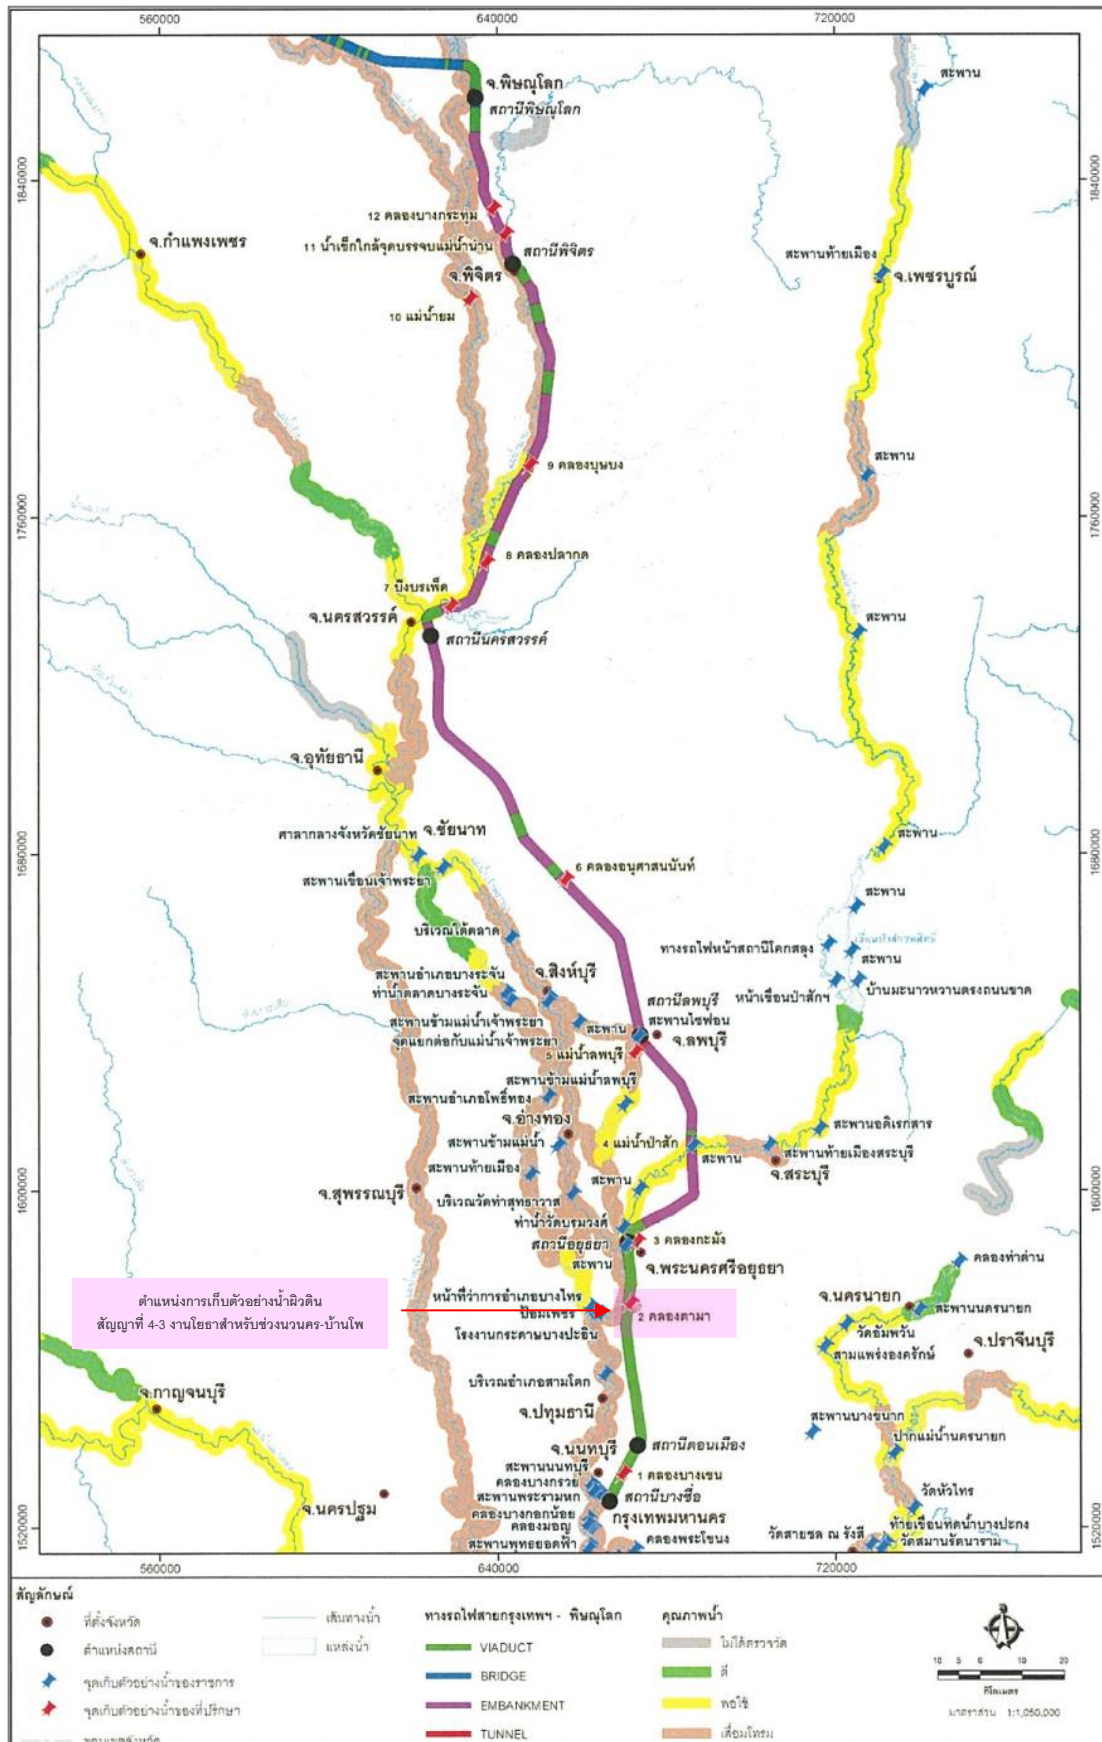 560000 640000 720000
สะพาน
จ.พิษณุโลก
สถานีพิษณุโลก
1840000 1840000
12 คลองบางกระทุ่ม
11 น้ำเข็กใกล้จุดบรรจบแม่น้ำน่าน
สถานีพิจิตร
จ.กำแพงเพชร
สะพานท้ายเมือง
จ.เพชรบูรณ์
จ.พิจิตร
10 แม่น้ำยม
สะพาน
9 คลองบุษบง
1760000 1760000
8 คลองปลากด
7 บึงบรเพ็ด
จ.นครสวรรค์
สถานีนครสวรรค์
สะพาน
จ.อุทัยธานี
จ.ชัยนาท
ศาลากลางจังหวัดชัยนาท
สะพาน
1680000 1680000
6 คลองอนุศาสนนันท์
สะพานเขื่อนเจ้าพระยา
สะพาน
บริเวณใต้ตลาด
ทางรถไฟหน้าสถานีโคกสลุง
สะพาน
สะพานอำเภอบางระจัน
จ.สิงห์บุรี
หน้าเขื่อนป่าสักฯ
บ้านมะนาวหวานตรงถนนขาด
ท่าน้ำตลาดบางระจัน
สถานีลพบุรี
สะพานข้ามแม่น้ำเจ้าพระยา
สะพาน
สะพานไซฟอน
จุดแยกต่อกับแม่น้ำเจ้าพระยา
จ.ลพบุรี
5 แม่น้ำลพบุรี
สะพานข้ามแม่น้ำลพบุรี
สะพานอำเภอโพธิ์ทอง
จ.อ่างทอง
สะพานอดิเรกสาร
สะพานข้ามแม่น้ำ
4 แม่น้ำป่าสัก
สะพาน
สะพานท้ายเมืองสระบุรี
สะพานท้ายเมือง
จ.สระบุรี
จ.สุพรรณบุรี
สะพาน
1600000 1600000
บริเวณวัดท่าสุทธาวาส
ท่าน้ำวัดบรมวงศ์
สถานีอยุธยา
3 คลองกะมัง
สะพาน
จ.พระนครศรีอยุธยา
คลองท่าด่าน
หน้าที่ว่าการอำเภอบางไทร
ตำแหน่งการเก็บตัวอย่างน้ำผิวดิน
สัญญาที่ 4-3 งานโยธาสำหรับช่วงนวนคร-บ้านโพ
ป้อมเพชร
2 คลองตามา
จ.นครนายก
สะพานนครนายก
โรงงานกระดาษบางปะอิน
วัดอัมพวัน
สามแพร่งองครักษ์
จ.ปราจีนบุรี
จ.กาญจนบุรี
บริเวณอำเภอสามโคก
จ.ปทุมธานี
สะพานบางขนาก
ปากแม่น้ำนครนายก
จ.นนทบุรี
สถานีดอนเมือง
สะพานนนทบุรี
1 คลองบางเขน
คลองบางกรวย
สะพานพระรามหก
สถานีบางซื่อ
จ.นครปฐม
วัดหัวไทร
คลองบางกอกน้อย
กรุงเทพมหานคร
คลองมอญ
ท้ายเขื่อนทดน้ำบางปะกง
1520000 1520000
สะพานพุทธยอดฟ้า
คลองพระโขนง
วัดสายชล ณ รังสี
วัดสมานรัตนาราม
560000 640000 720000
สัญลักษณ์
ที่ตั้งจังหวัด
ตำแหน่งสถานี
จุดเก็บตัวอย่างน้ำของราชการ
จุดเก็บตัวอย่างน้ำของที่ปรึกษา
ขอบเขตจังหวัด
เส้นทางน้ำ
แหล่งน้ำ
ทางรถไฟสายกรุงเทพฯ - พิษณุโลก
VIADUCT
BRIDGE
EMBANKMENT
TUNNEL
คุณภาพน้ำ
ไม่ได้ตรวจวัด
ดี
พอใช้
เสื่อมโทรม
10 5 0 10 20
กิโลเมตร
มาตราส่วน 1:1,050,000